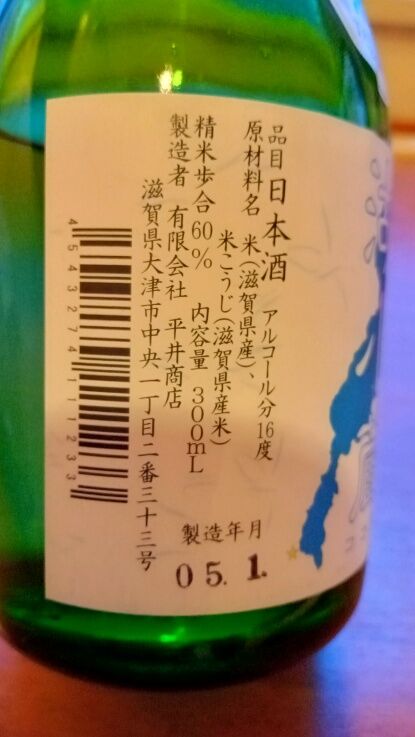 品目 日本酒 アルコール分16度
原材料名 米(滋賀県産)、
米こうじ(滋賀県産米)
精米歩合 60% 内容量 300mL
製造者 有限会社 平井商店
滋賀県大津市中央一丁目二番三十三号
4543274111233
製造年月
05.1.